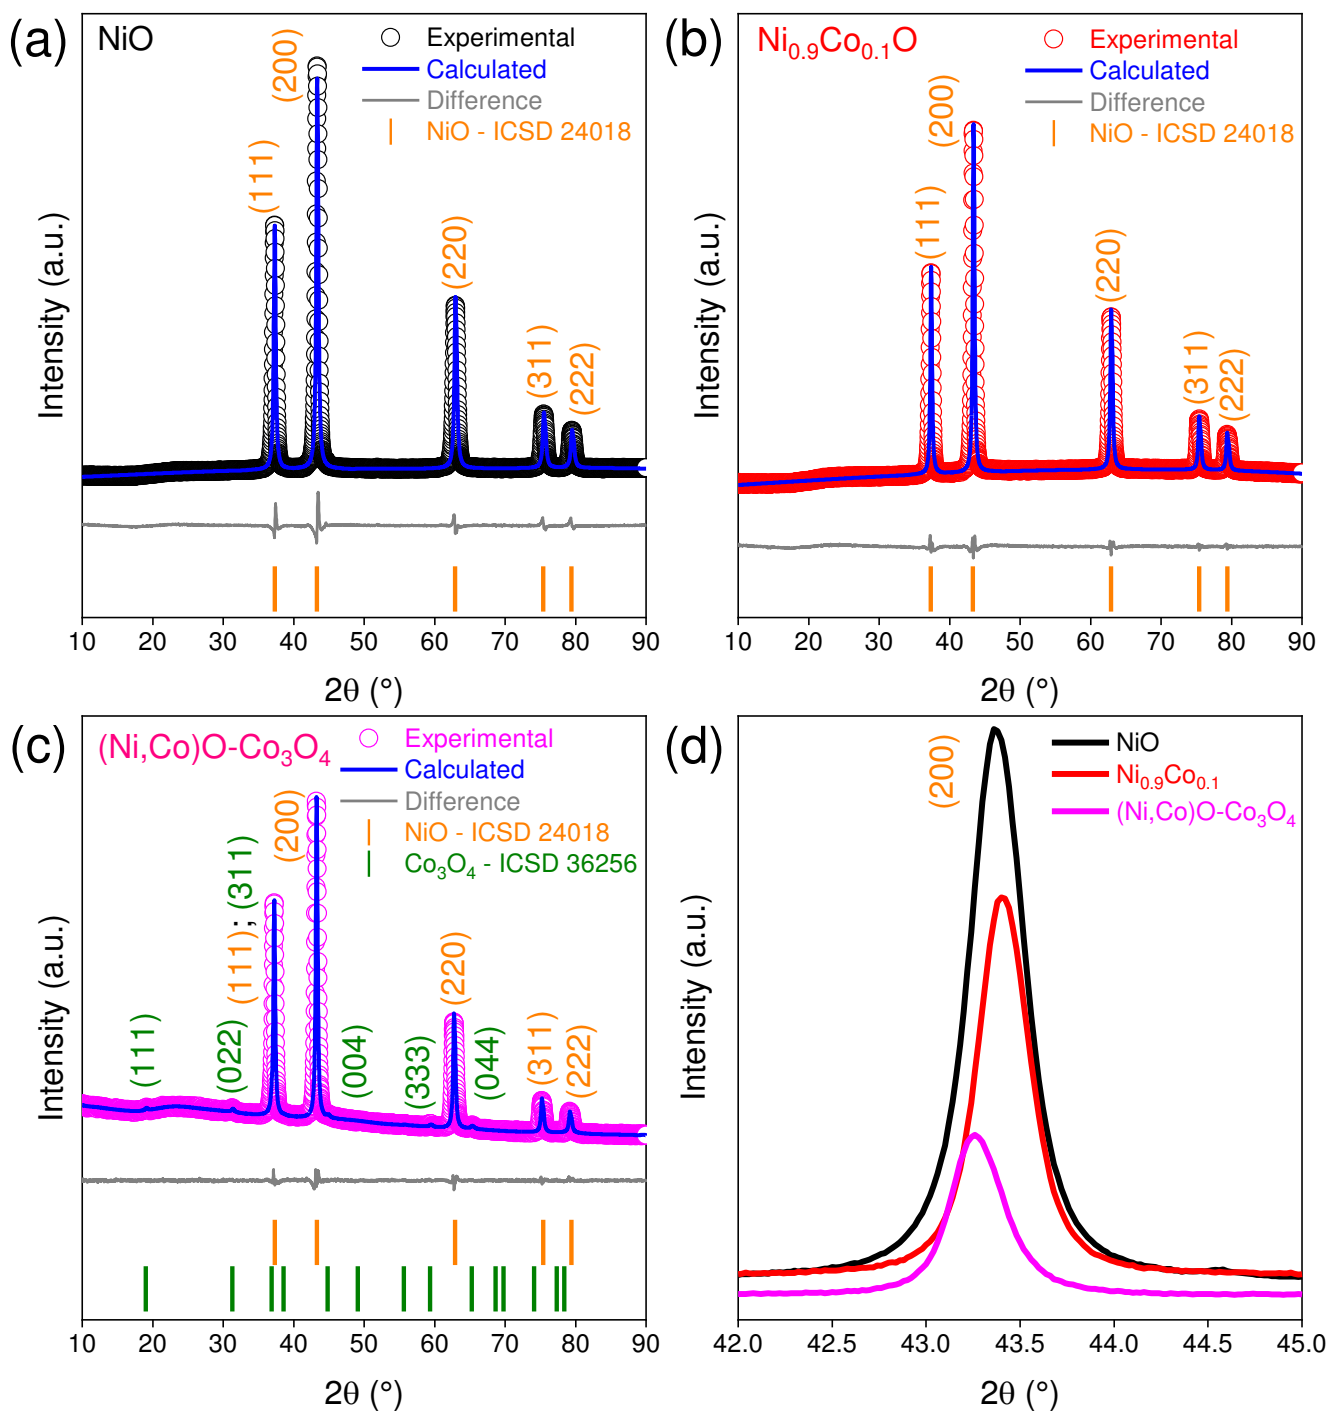 (a) NiO
Experimental
Calculated
Difference
NiO - ICSD 24018
(111)
(200)
(220)
(311)
(222)
Intensity (a.u.)
10 20 30 40 50 60 70 80 90
2θ (°)
(b) Ni₀.₉Co₀.₁O
Experimental
Calculated
Difference
NiO - ICSD 24018
(111)
(200)
(220)
(311)
(222)
Intensity (a.u.)
10 20 30 40 50 60 70 80 90
2θ (°)
(c) (Ni,Co)O-Co₃O₄
Experimental
Calculated
Difference
NiO - ICSD 24018
Co₃O₄ - ICSD 36256
(111)
(022)
(111) ; (311)
(200)
(004)
(333)
(220)
(044)
(311)
(222)
Intensity (a.u.)
10 20 30 40 50 60 70 80 90
2θ (°)
(d)
NiO
Ni₀.₉Co₀.₁
(Ni,Co)O-Co₃O₄
(200)
Intensity (a.u.)
42.0 42.5 43.0 43.5 44.0 44.5 45.0
2θ (°)